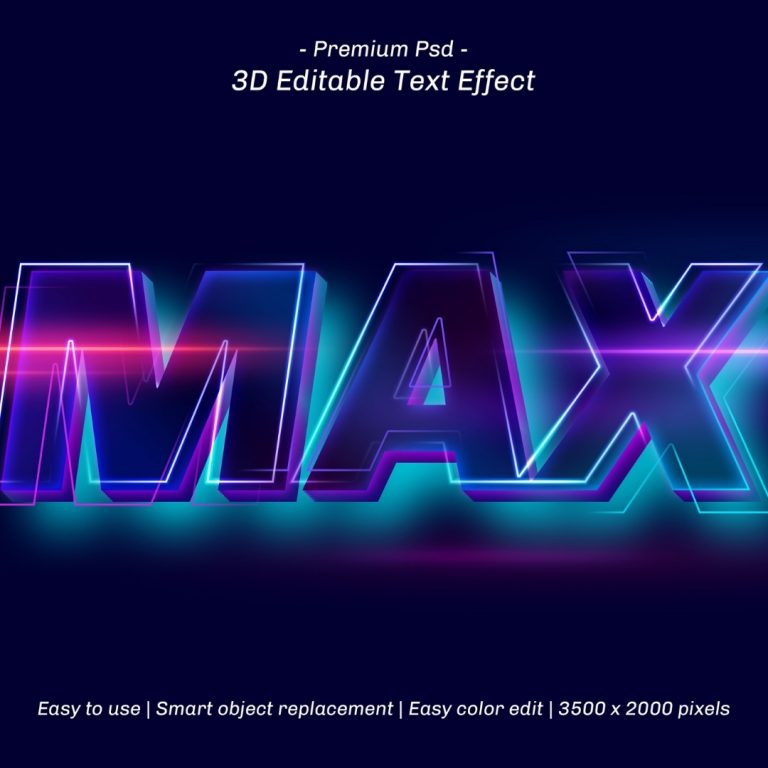 - Premium Psd -
3D Editable Text Effect
MAX
Easy to use | Smart object replacement | Easy color edit | 3500 x 2000 pixels